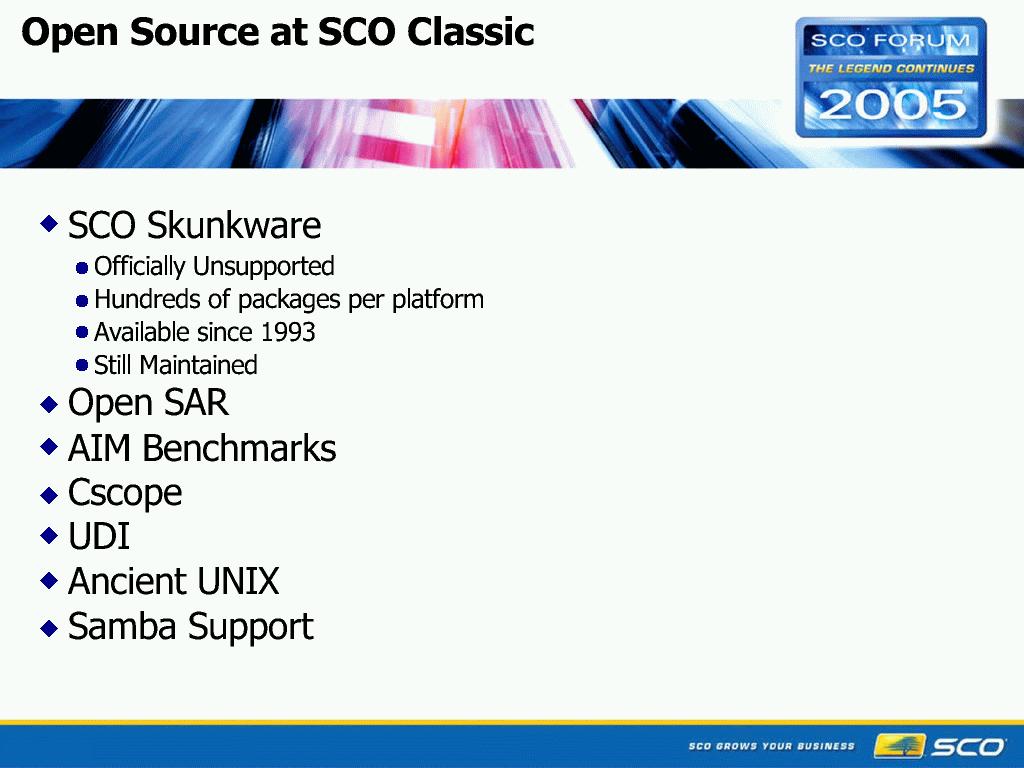 Open Source at SCO Classic
SCO FORUM
THE LEGEND CONTINUES
2005
SCO Skunkware
Officially Unsupported
Hundreds of packages per platform
Available since 1993
Still Maintained
Open SAR
AIM Benchmarks
Cscope
UDI
Ancient UNIX
Samba Support
SCO GROWS YOUR BUSINESS
SCO